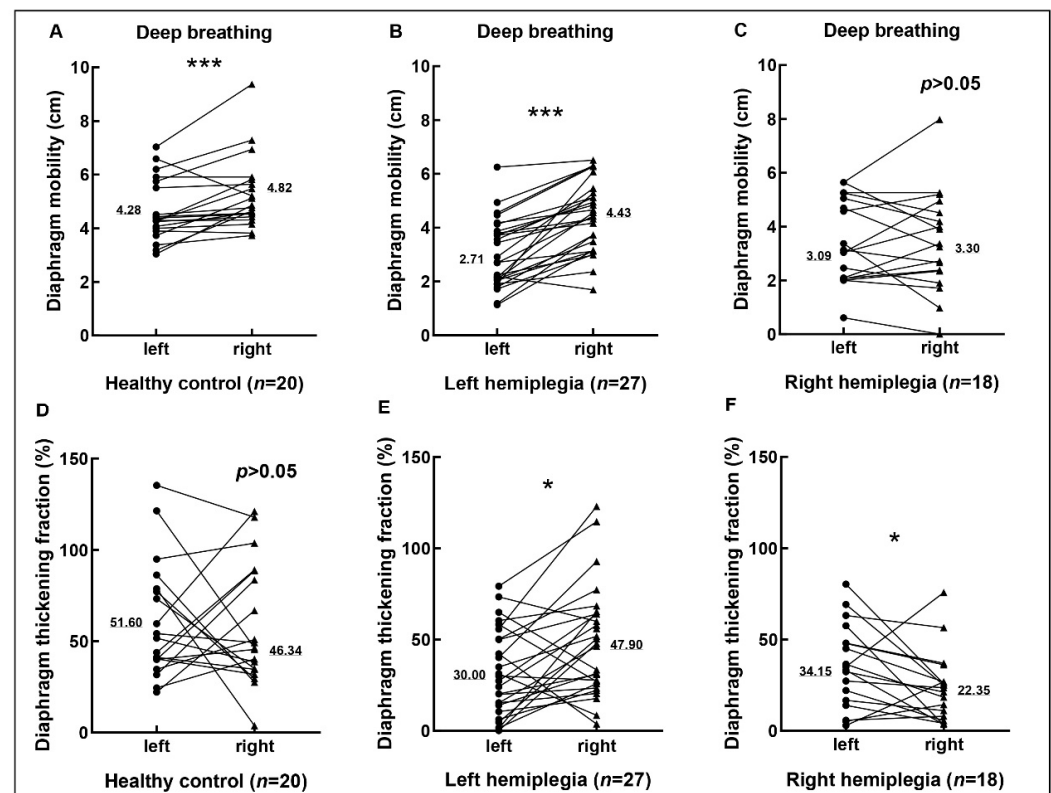 A
Deep breathing
***
Diaphragm mobility (cm)
10
8
6
4
2
0
4.28
4.82
left
right
Healthy control (n=20)
B
Deep breathing
***
Diaphragm mobility (cm)
10
8
6
4
2
0
2.71
4.43
left
right
Left hemiplegia (n=27)
C
Deep breathing
p>0.05
Diaphragm mobility (cm)
10
8
6
4
2
0
3.09
3.30
left
right
Right hemiplegia (n=18)
D
p>0.05
Diaphragm thickening fraction (%)
150
100
50
0
51.60
46.34
left
right
Healthy control (n=20)
E
*
Diaphragm thickening fraction (%)
150
100
50
0
30.00
47.90
left
right
Left hemiplegia (n=27)
F
*
Diaphragm thickening fraction (%)
150
100
50
0
34.15
22.35
left
right
Right hemiplegia (n=18)